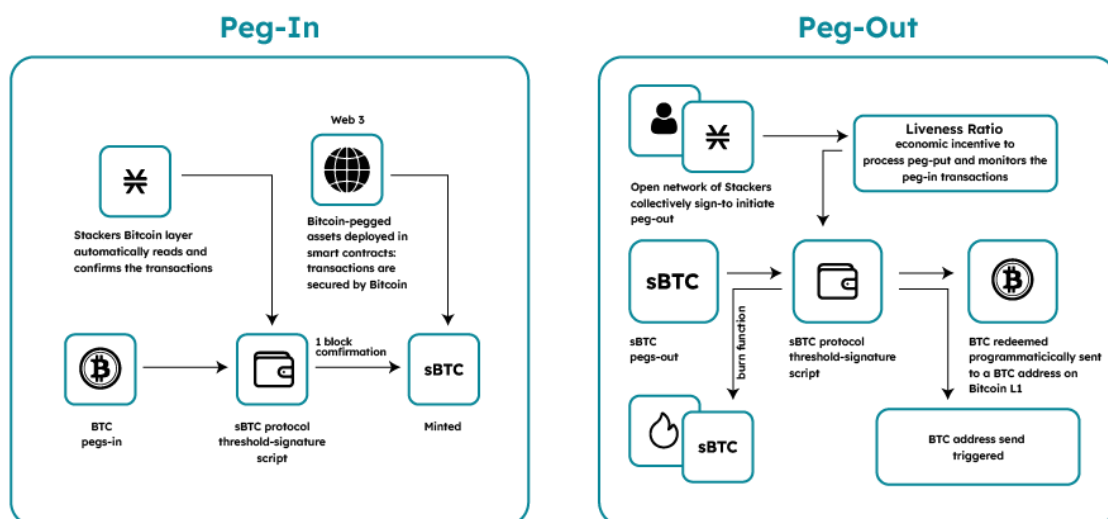 Peg-In
Web 3
Stackers Bitcoin layer
automatically reads and
confirms the transactions
Bitcoin-pegged
assets deployed in
smart contracts:
transactions are
secured by Bitcoin
1 block
comfirmation
sBTC
BTC
pegs-in
sBTC protocol
threshold-signature
script
Minted
Peg-Out
Liveness Ratio
economic incentive to
process peg-put and monitors the
peg-in transactions
Open network of Stackers
collectively sign-to initiate
peg-out
sBTC
sBTC
pegs-out
burn function
sBTC protocol
threshold-signature
script
BTC redeemed
programmaticically sent
to a BTC address on
Bitcoin L1
sBTC
BTC address send
triggered